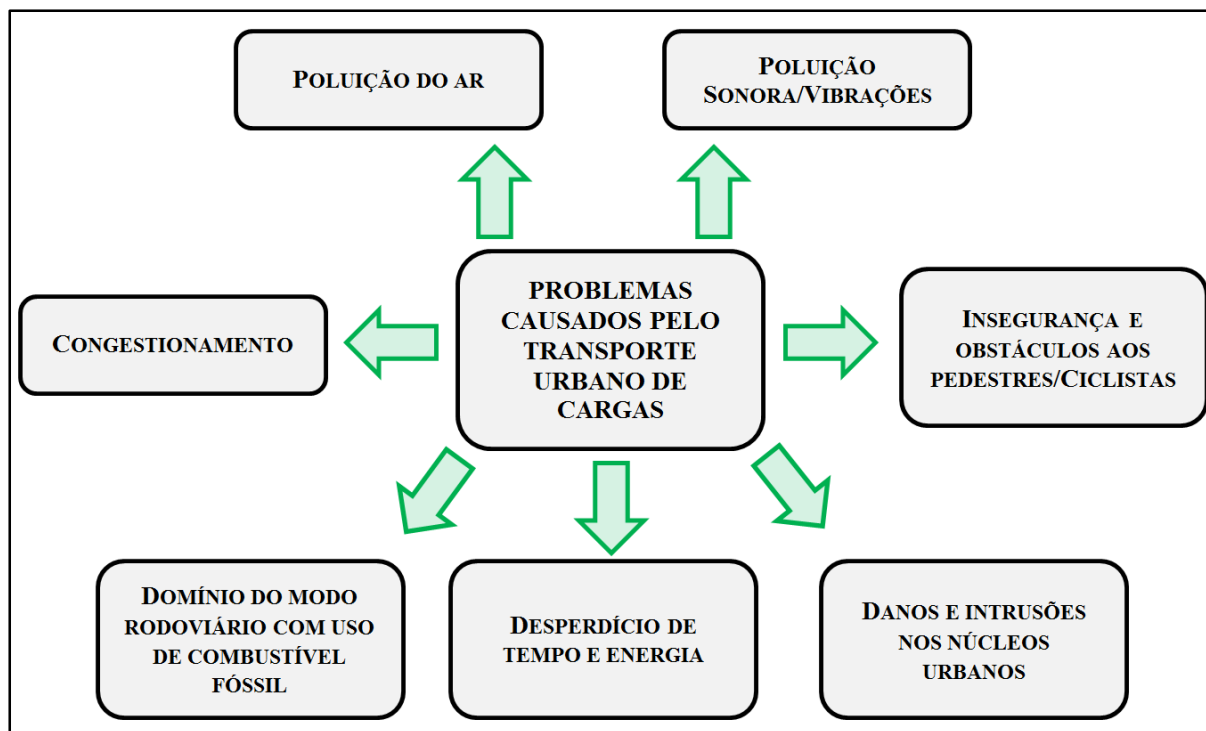 Poluição do ar
Poluição
Sonora/Vibrações
PROBLEMAS
CAUSADOS PELO
TRANSPORTE
URBANO DE
CARGAS
Congestionamento
Insegurança e
obstáculos aos
pedestres/Ciclistas
Domínio do modo
rodoviário com uso
de combustível
fóssil
Desperdício de
tempo e energia
Danos e intrusões
nos núcleos
urbanos